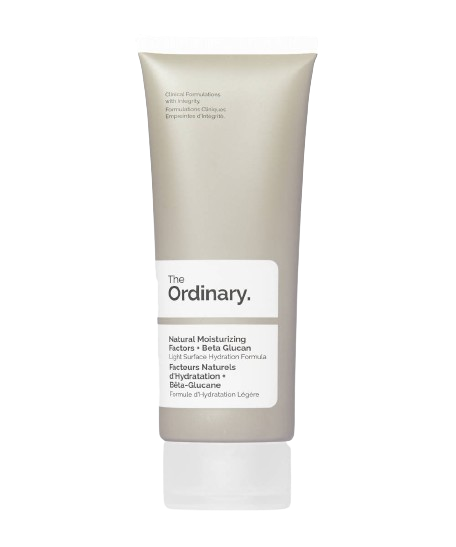 Clinical Formulations
with Integrity.
Formulations Cliniques
Empreintes d'Integrite.
The
Ordinary.
Natural Moisturizing
Factors + Beta Glucan
Light Surface Hydration Formula
Facteurs Naturels
d'Hydratation +
Bêta-Glucane
Formule d'Hydratation Légère